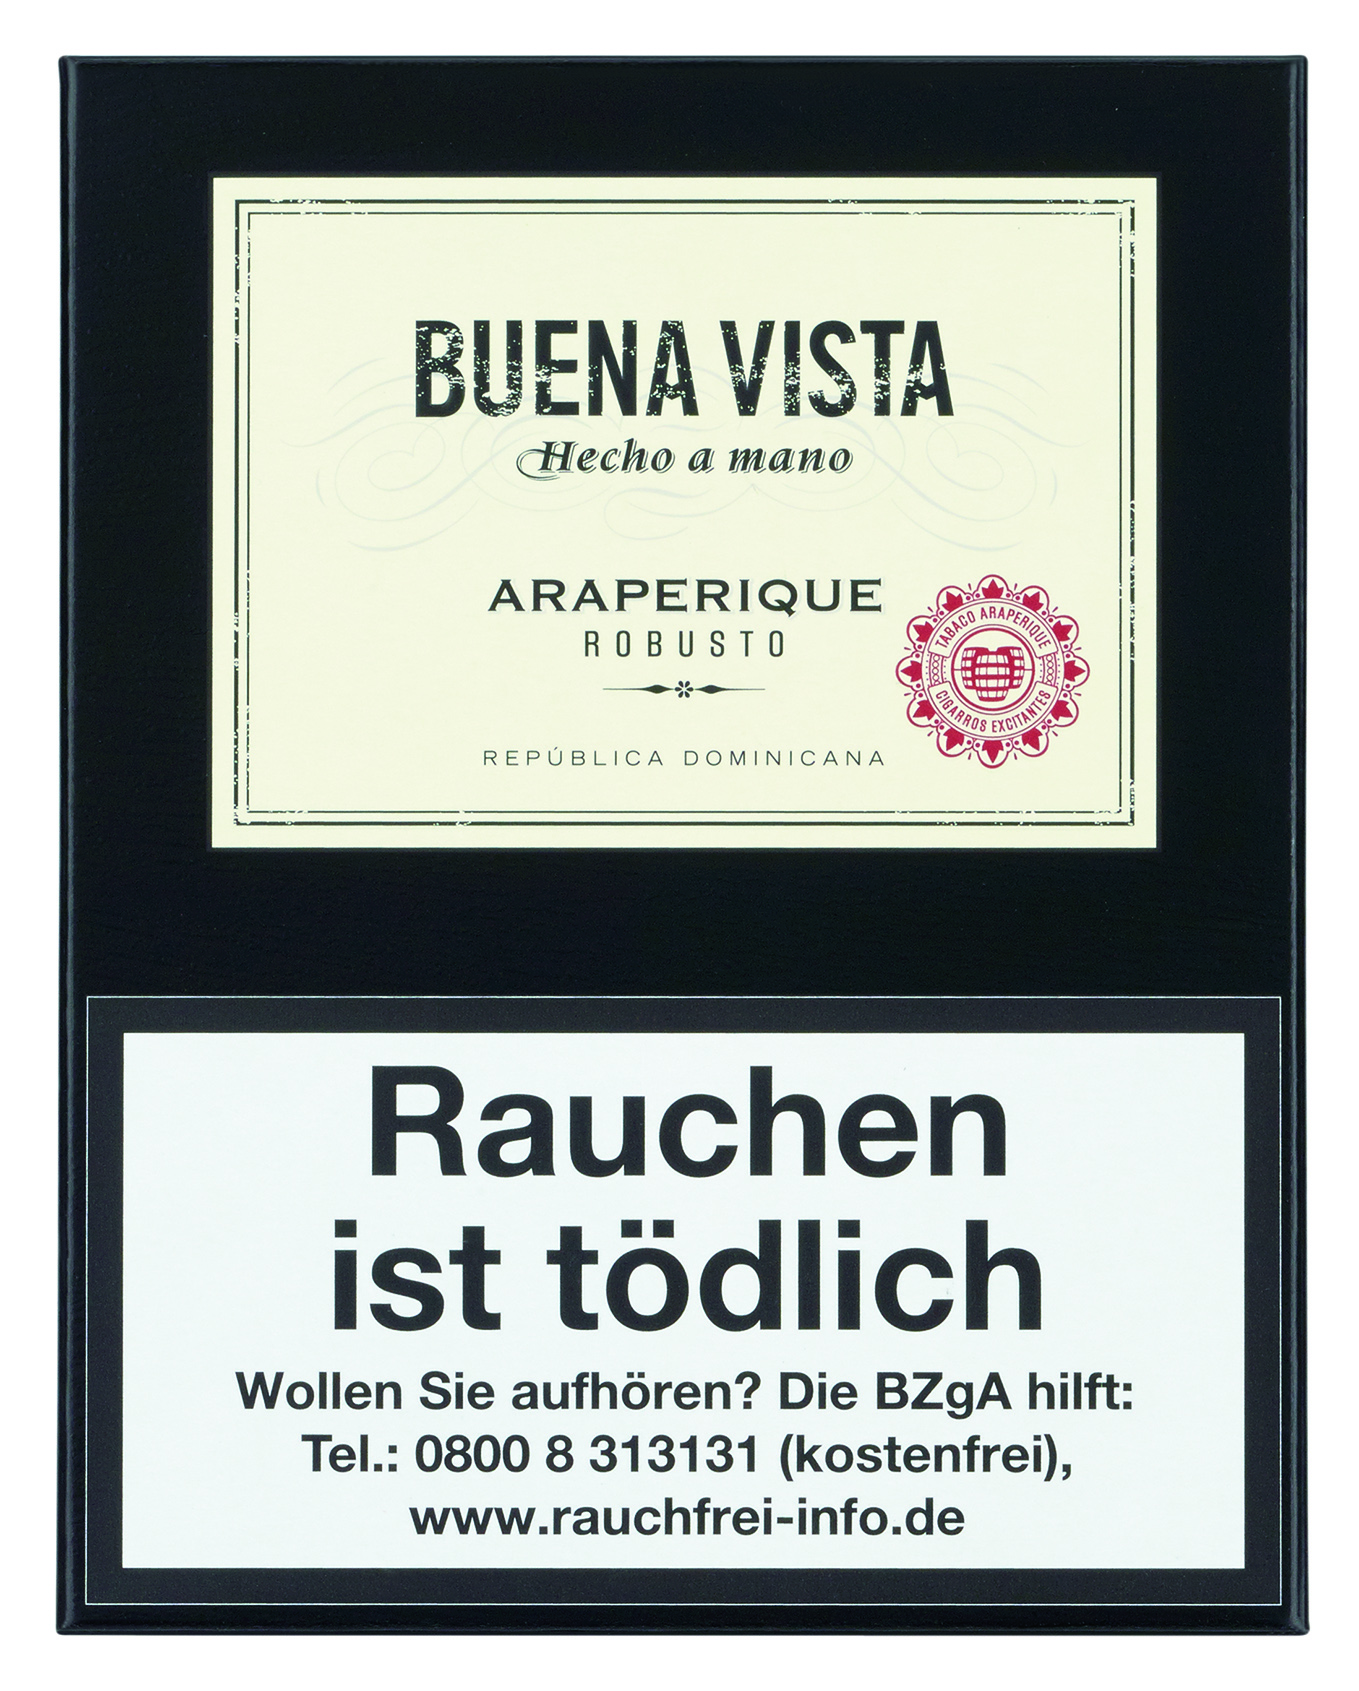 BUENA VISTA
Hecho a mano
ARAPERIQUE
ROBUSTO
TABACO ARAPERIQUE
CIGARROS EXCITANTES
REPÚBLICA DOMINICANA
Rauchen
ist tödlich
Wollen Sie aufhören? Die BZgA hilft:
Tel.: 0800 8 313131 (kostenfrei),
www.rauchfrei-info.de